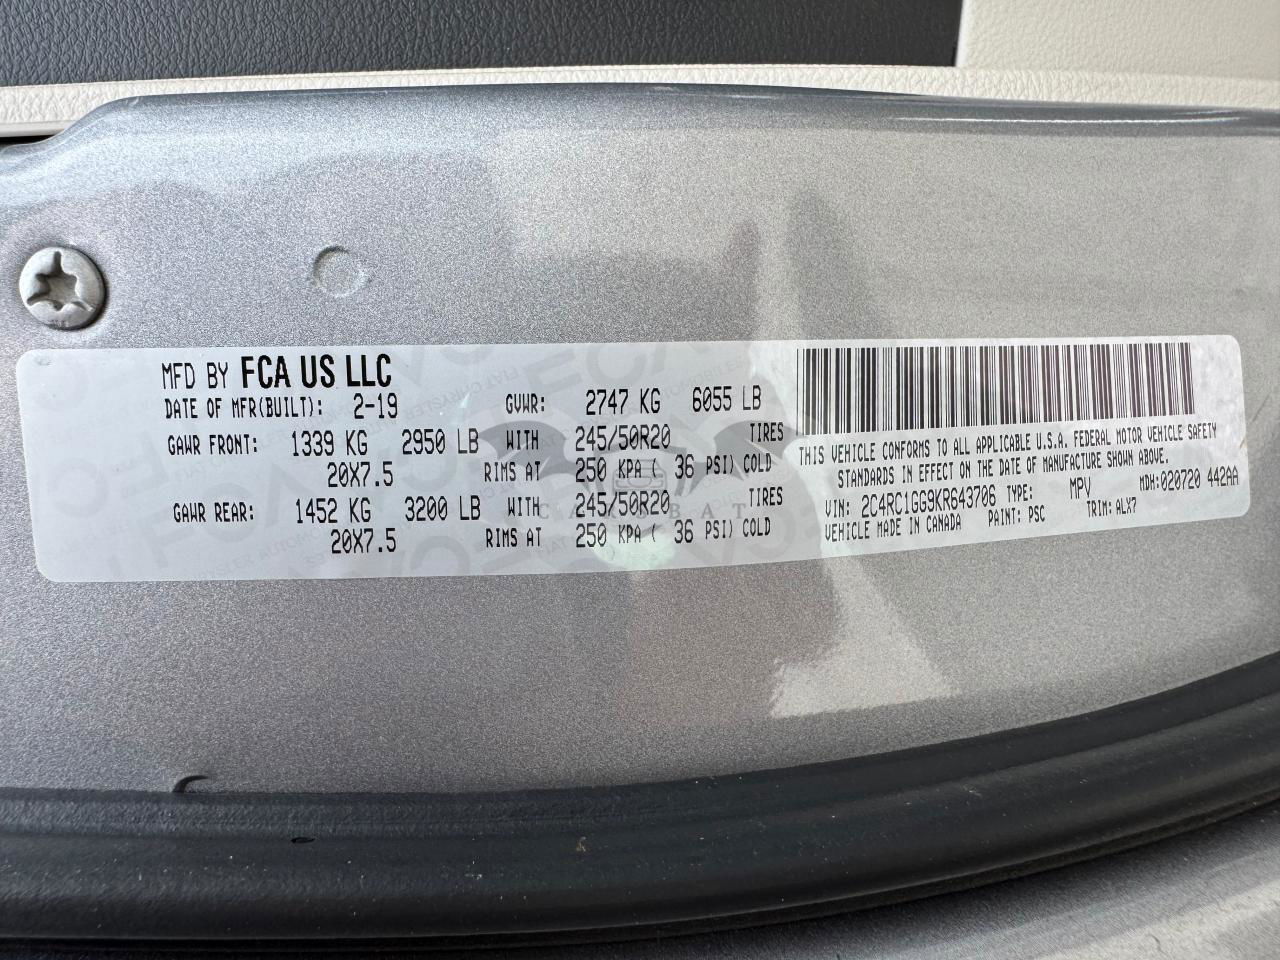 MFD BY FCA US LLC
DATE OF MFR(BUILT): 2-19 GVWR: 2747 KG 6055 LB
GAWR FRONT: 1339 KG 2950 LB WITH 245/50R20 TIRES
20X7.5 RIMS AT 250 KPA ( 36 PSI) COLD
GAWR REAR: 1452 KG 3200 LB WITH 245/50R20 TIRES
20X7.5 RIMS AT 250 KPA ( 36 PSI) COLD
THIS VEHICLE CONFORMS TO ALL APPLICABLE U.S.A. FEDERAL MOTOR VEHICLE SAFETY
STANDARDS IN EFFECT ON THE DATE OF MANUFACTURE SHOWN ABOVE.
VIN: 2C4RC1GG9KR643706 TYPE: MPV MDH:020720 442AA
VEHICLE MADE IN CANADA PAINT: PSC TRIM: ALX7